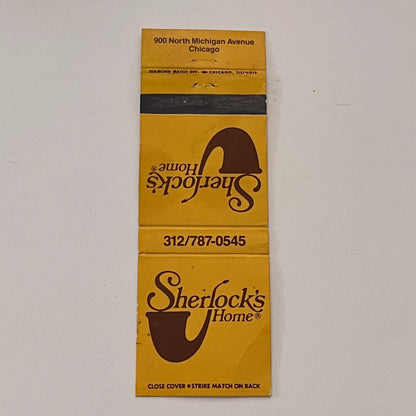 900 North Michigan Avenue
Chicago
DIAMOND MATCH DIV. CHICAGO, ILLINOIS
Sherlock's
Home®
312/787-0545
Sherlock's
Home®
CLOSE COVER • STRIKE MATCH ON BACK